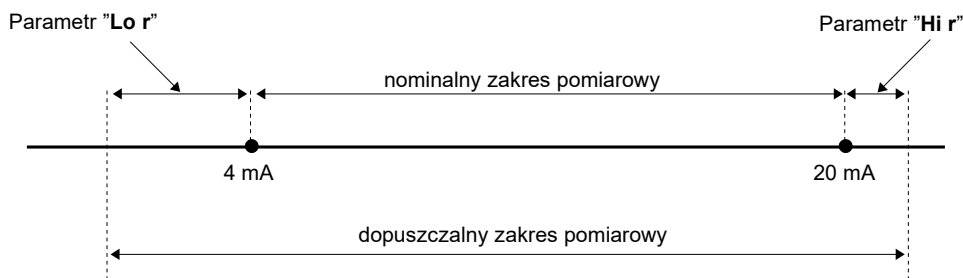 Parametr ”Lo r”
Parametr ”Hi r”
nominalny zakres pomiarowy
4 mA
20 mA
dopuszczalny zakres pomiarowy